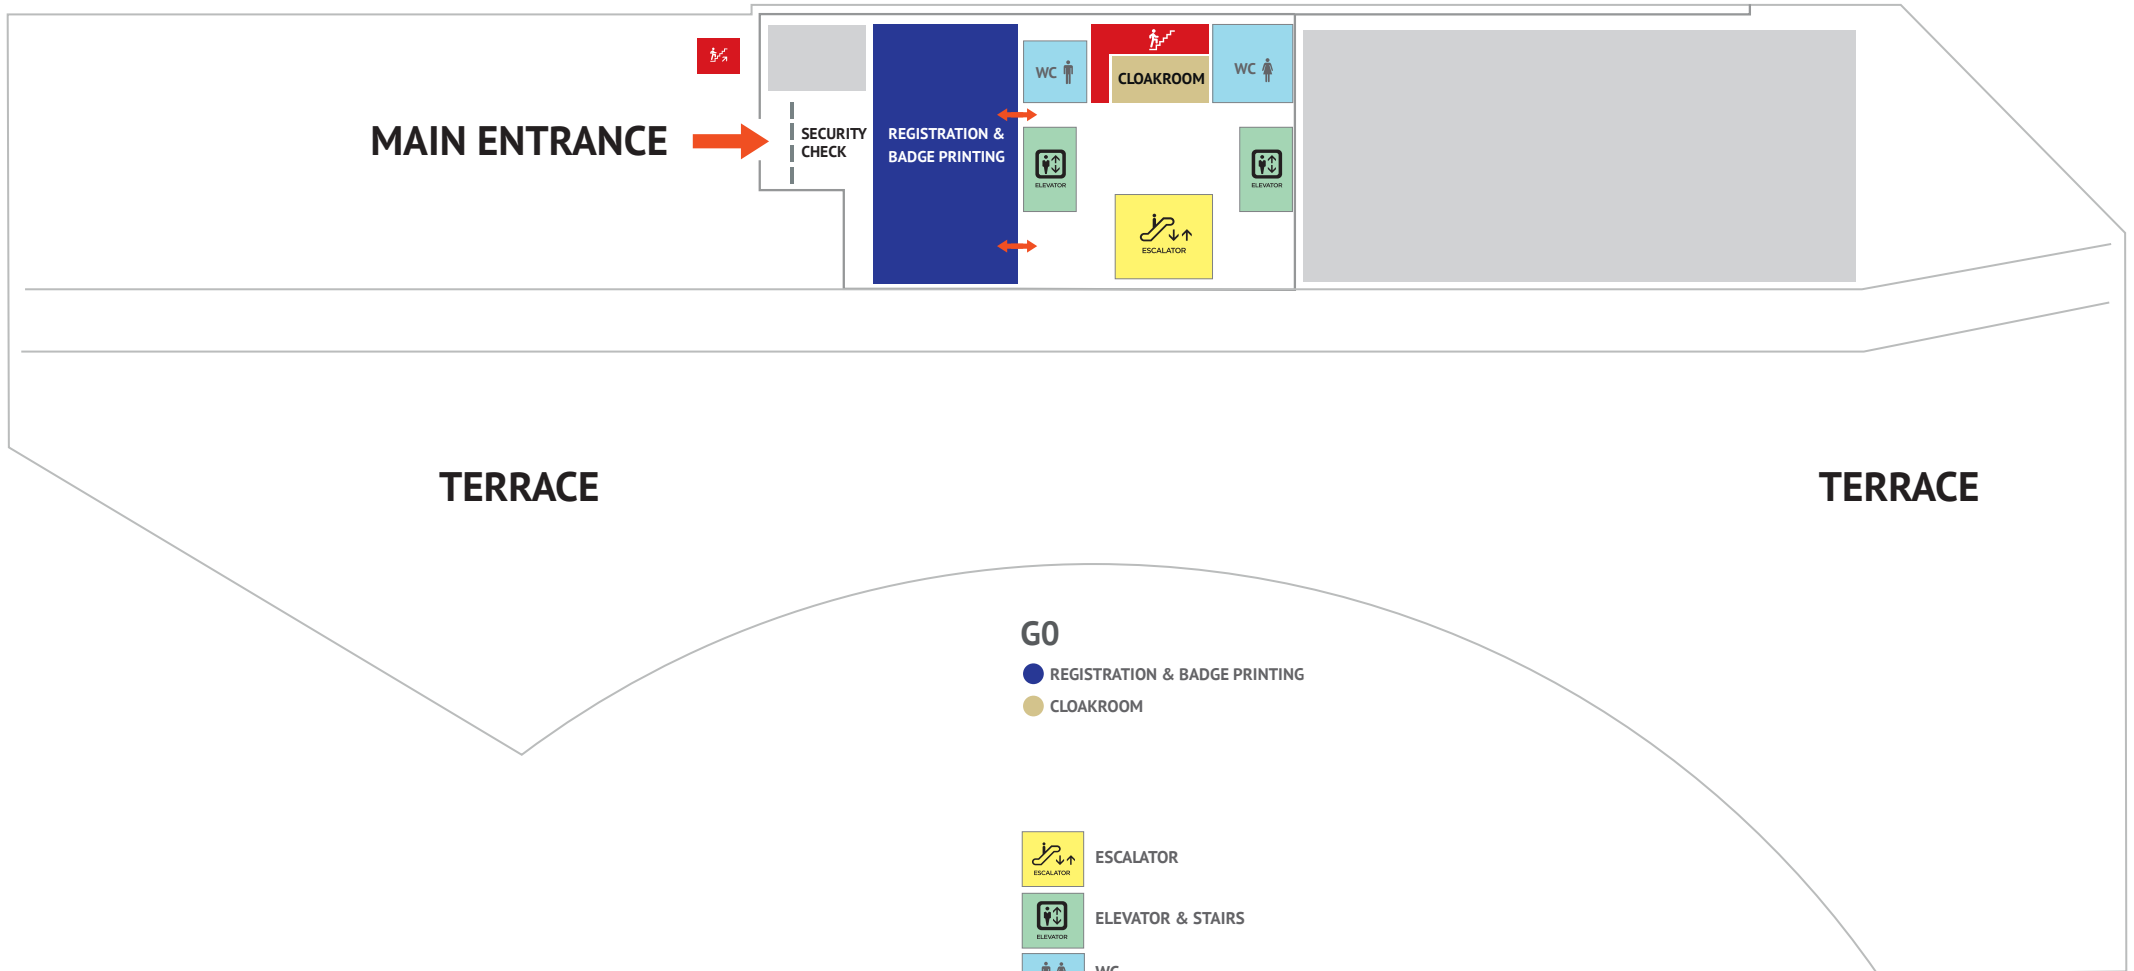 WC
CLOAKROOM
WC
MAIN ENTRANCE
SECURITY
CHECK
REGISTRATION &
BADGE PRINTING
ELEVATOR
ELEVATOR
ESCALATOR
TERRACE
TERRACE
G0
REGISTRATION & BADGE PRINTING
CLOAKROOM
ESCALATOR
ESCALATOR
ELEVATOR
ELEVATOR & STAIRS
WC